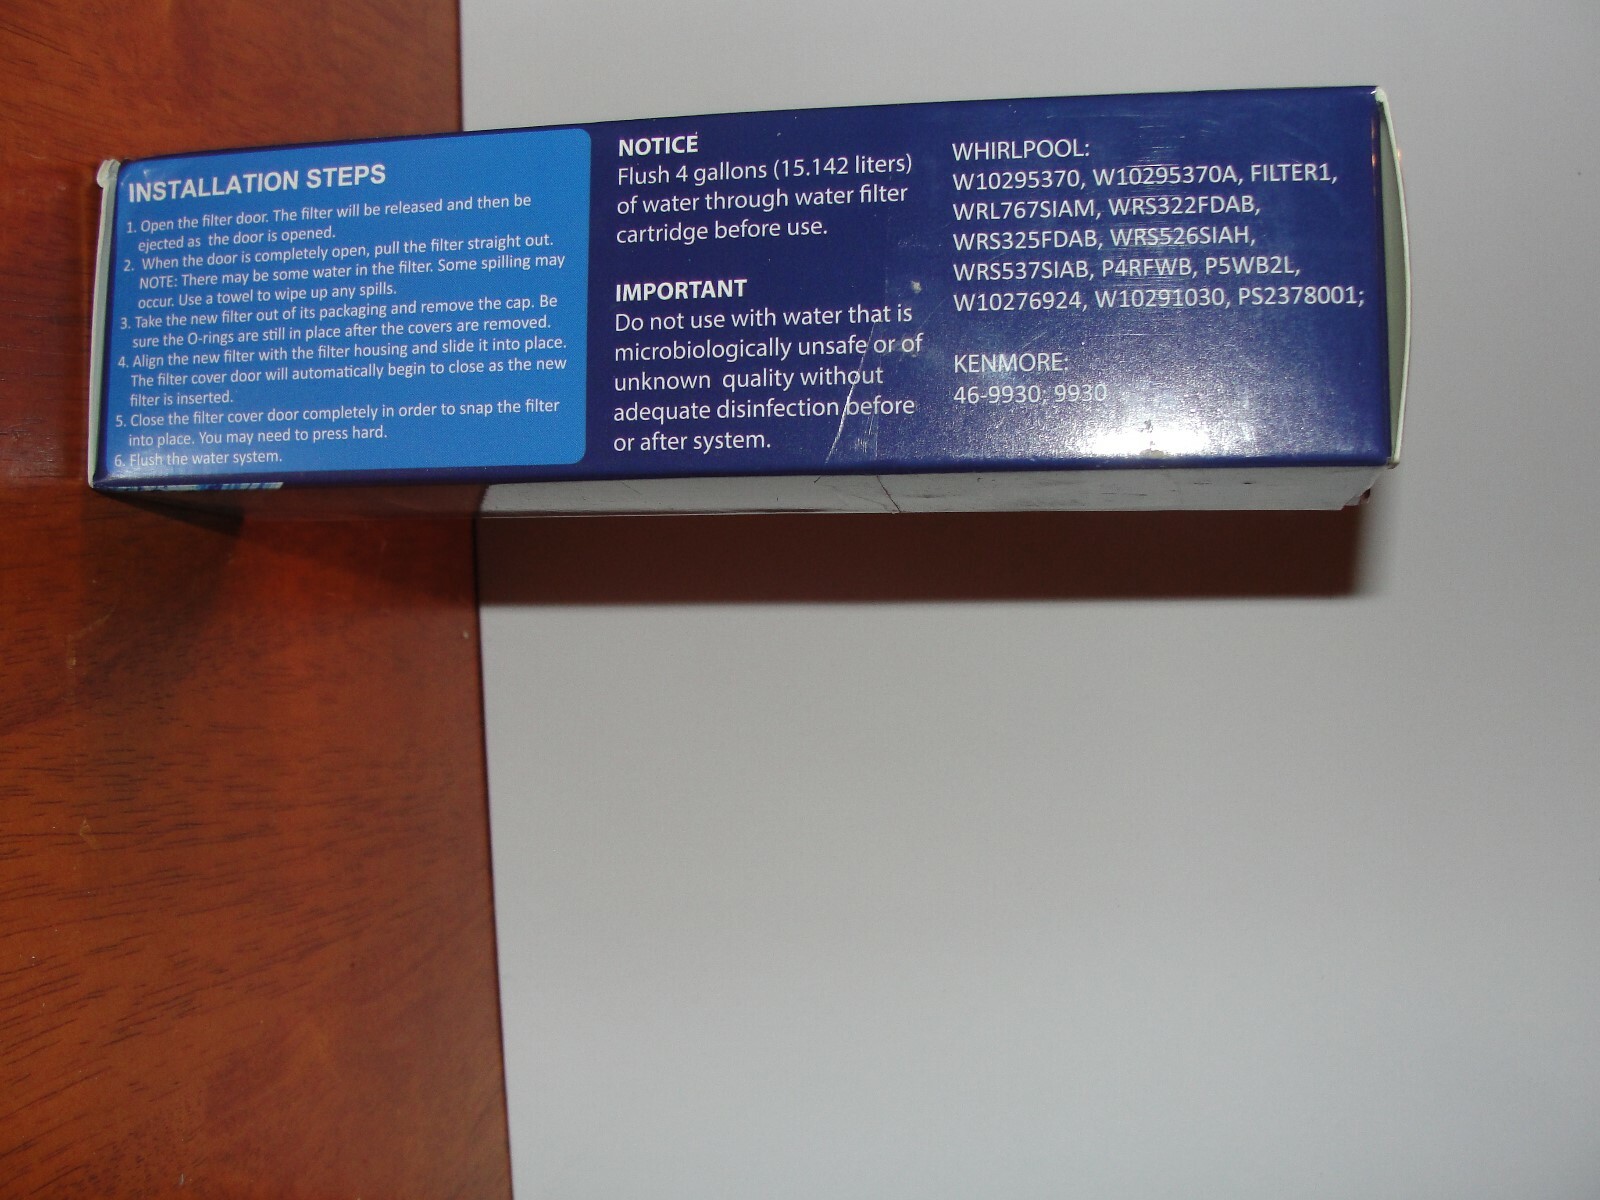 INSTALLATION STEPS
1. Open the filter door. The filter will be released and then be
ejected as the door is opened.
2. When the door is completely open, pull the filter straight out.
NOTE: There may be some water in the filter. Some spilling may
occur. Use a towel to wipe up any spills.
3. Take the new filter out of its packaging and remove the cap. Be
sure the O-rings are still in place after the covers are removed.
4. Align the new filter with the filter housing and slide it into place.
The filter cover door will automatically begin to close as the new
filter is inserted.
5. Close the filter cover door completely in order to snap the filter
into place. You may need to press hard.
6. Flush the water system.
NOTICE
Flush 4 gallons (15.142 liters)
of water through water filter
cartridge before use.
IMPORTANT
Do not use with water that is
microbiologically unsafe or of
unknown quality without
adequate disinfection before
or after system.
WHIRLPOOL:
W10295370, W10295370A, FILTER1,
WRL767SIAM, WRS322FDAB,
WRS325FDAB, WRS526SIAH,
WRS537SIAB, P4RFWB, P5WB2L,
W10276924, W10291030, PS2378001;
KENMORE:
46-9930; 9930